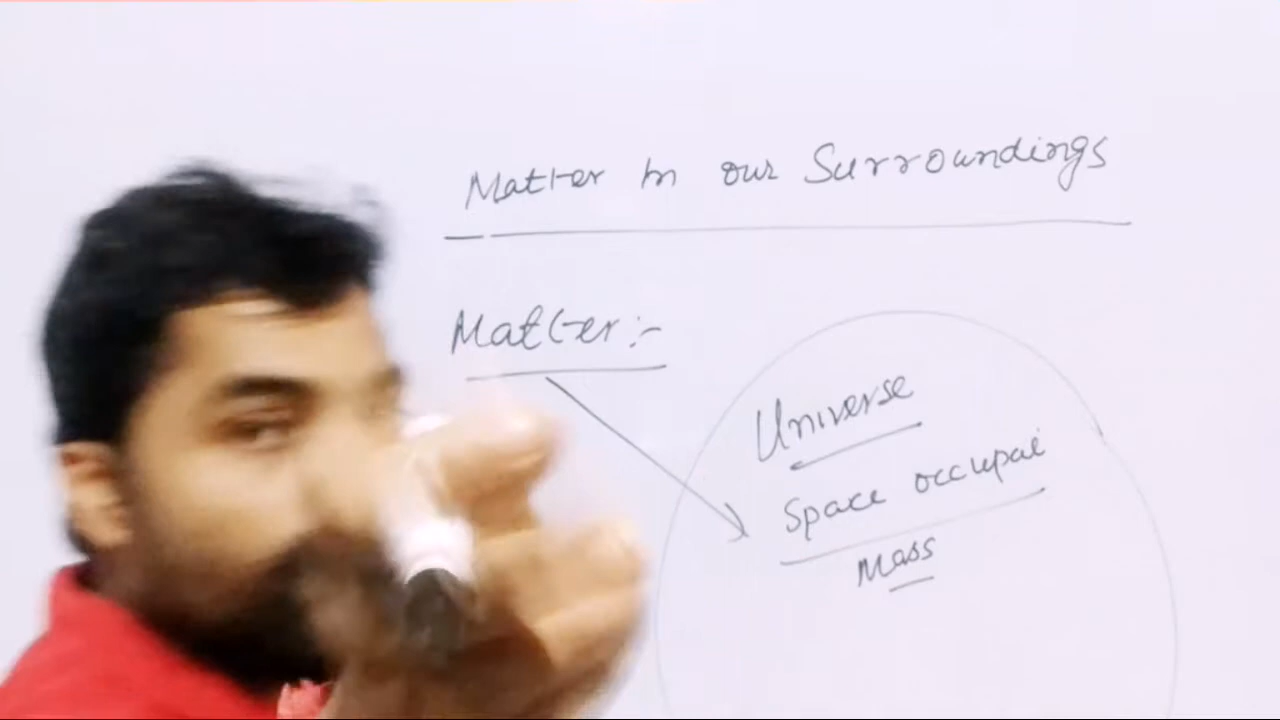 Matter In our Surroundings
Matter:-
Universe
Space occupai
Mass